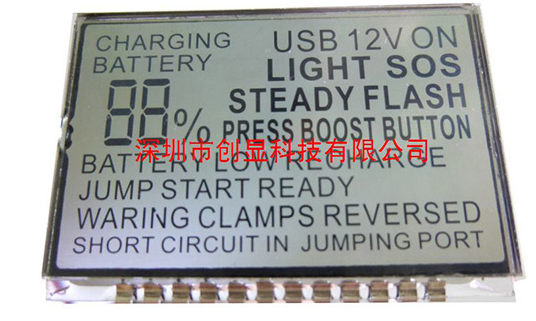 CHARGING
BATTERY
USB 12V ON
LIGHT SOS
STEADY FLASH
88%
PRESS BOOST BUTTON
深圳市创显科技有限公司
BATTERY LOW RECHARGE
JUMP START READY
WARING CLAMPS REVERSED
SHORT CIRCUIT IN JUMPING PORT